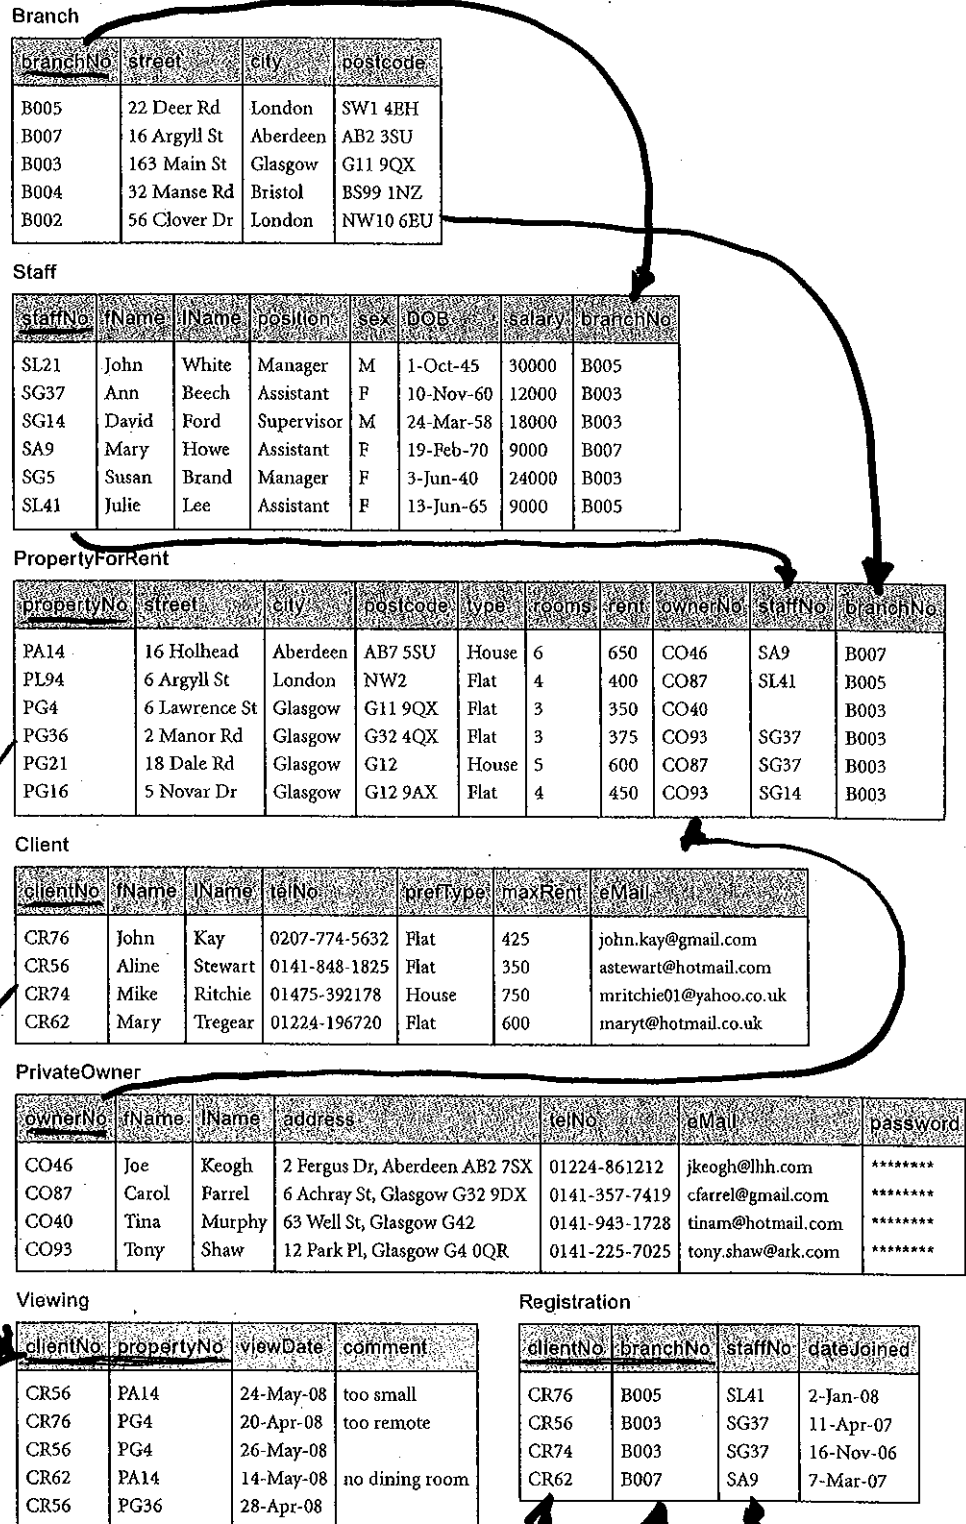 Branch
branchNo street city postcode
B005 22 Deer Rd London SW1 4EH
B007 16 Argyll St Aberdeen AB2 3SU
B003 163 Main St Glasgow G11 9QX
B004 32 Manse Rd Bristol BS99 1NZ
B002 56 Clover Dr London NW10 6EU
Staff
staffNo fName lName position sex DOB salary branchNo
SL21 John White Manager M 1-Oct-45 30000 B005
SG37 Ann Beech Assistant F 10-Nov-60 12000 B003
SG14 David Ford Supervisor M 24-Mar-58 18000 B003
SA9 Mary Howe Assistant F 19-Feb-70 9000 B007
SG5 Susan Brand Manager F 3-Jun-40 24000 B003
SL41 Julie Lee Assistant F 13-Jun-65 9000 B005
PropertyForRent
propertyNo street city postcode type rooms rent ownerNo staffNo branchNo
PA14 16 Holhead Aberdeen AB7 5SU House 6 650 CO46 SA9 B007
PL94 6 Argyll St London NW2 Flat 4 400 CO87 SL41 B005
PG4 6 Lawrence St Glasgow G11 9QX Flat 3 350 CO40 B003
PG36 2 Manor Rd Glasgow G32 4QX Flat 3 375 CO93 SG37 B003
PG21 18 Dale Rd Glasgow G12 House 5 600 CO87 SG37 B003
PG16 5 Novar Dr Glasgow G12 9AX Flat 4 450 CO93 SG14 B003
Client
clientNo fName lName telNo prefType maxRent eMail
CR76 John Kay 0207-774-5632 Flat 425 john.kay@gmail.com
CR56 Aline Stewart 0141-848-1825 Flat 350 astewart@hotmail.com
CR74 Mike Ritchie 01475-392178 House 750 mritchie01@yahoo.co.uk
CR62 Mary Tregear 01224-196720 Flat 600 maryt@hotmail.co.uk
PrivateOwner
ownerNo fName lName address telNo eMail password
CO46 Joe Keogh 2 Fergus Dr, Aberdeen AB2 7SX 01224-861212 jkeogh@lhh.com ********
CO87 Carol Farrel 6 Achray St, Glasgow G32 9DX 0141-357-7419 cfarrel@gmail.com ********
CO40 Tina Murphy 63 Well St, Glasgow G42 0141-943-1728 tinam@hotmail.com ********
CO93 Tony Shaw 12 Park Pl, Glasgow G4 0QR 0141-225-7025 tony.shaw@ark.com ********
Viewing
clientNo propertyNo viewDate comment
CR56 PA14 24-May-08 too small
CR76 PG4 20-Apr-08 too remote
CR56 PG4 26-May-08
CR62 PA14 14-May-08 no dining room
CR56 PG36 28-Apr-08
Registration
clientNo branchNo staffNo dateJoined
CR76 B005 SL41 2-Jan-08
CR56 B003 SG37 11-Apr-07
CR74 B003 SG37 16-Nov-06
CR62 B007 SA9 7-Mar-07